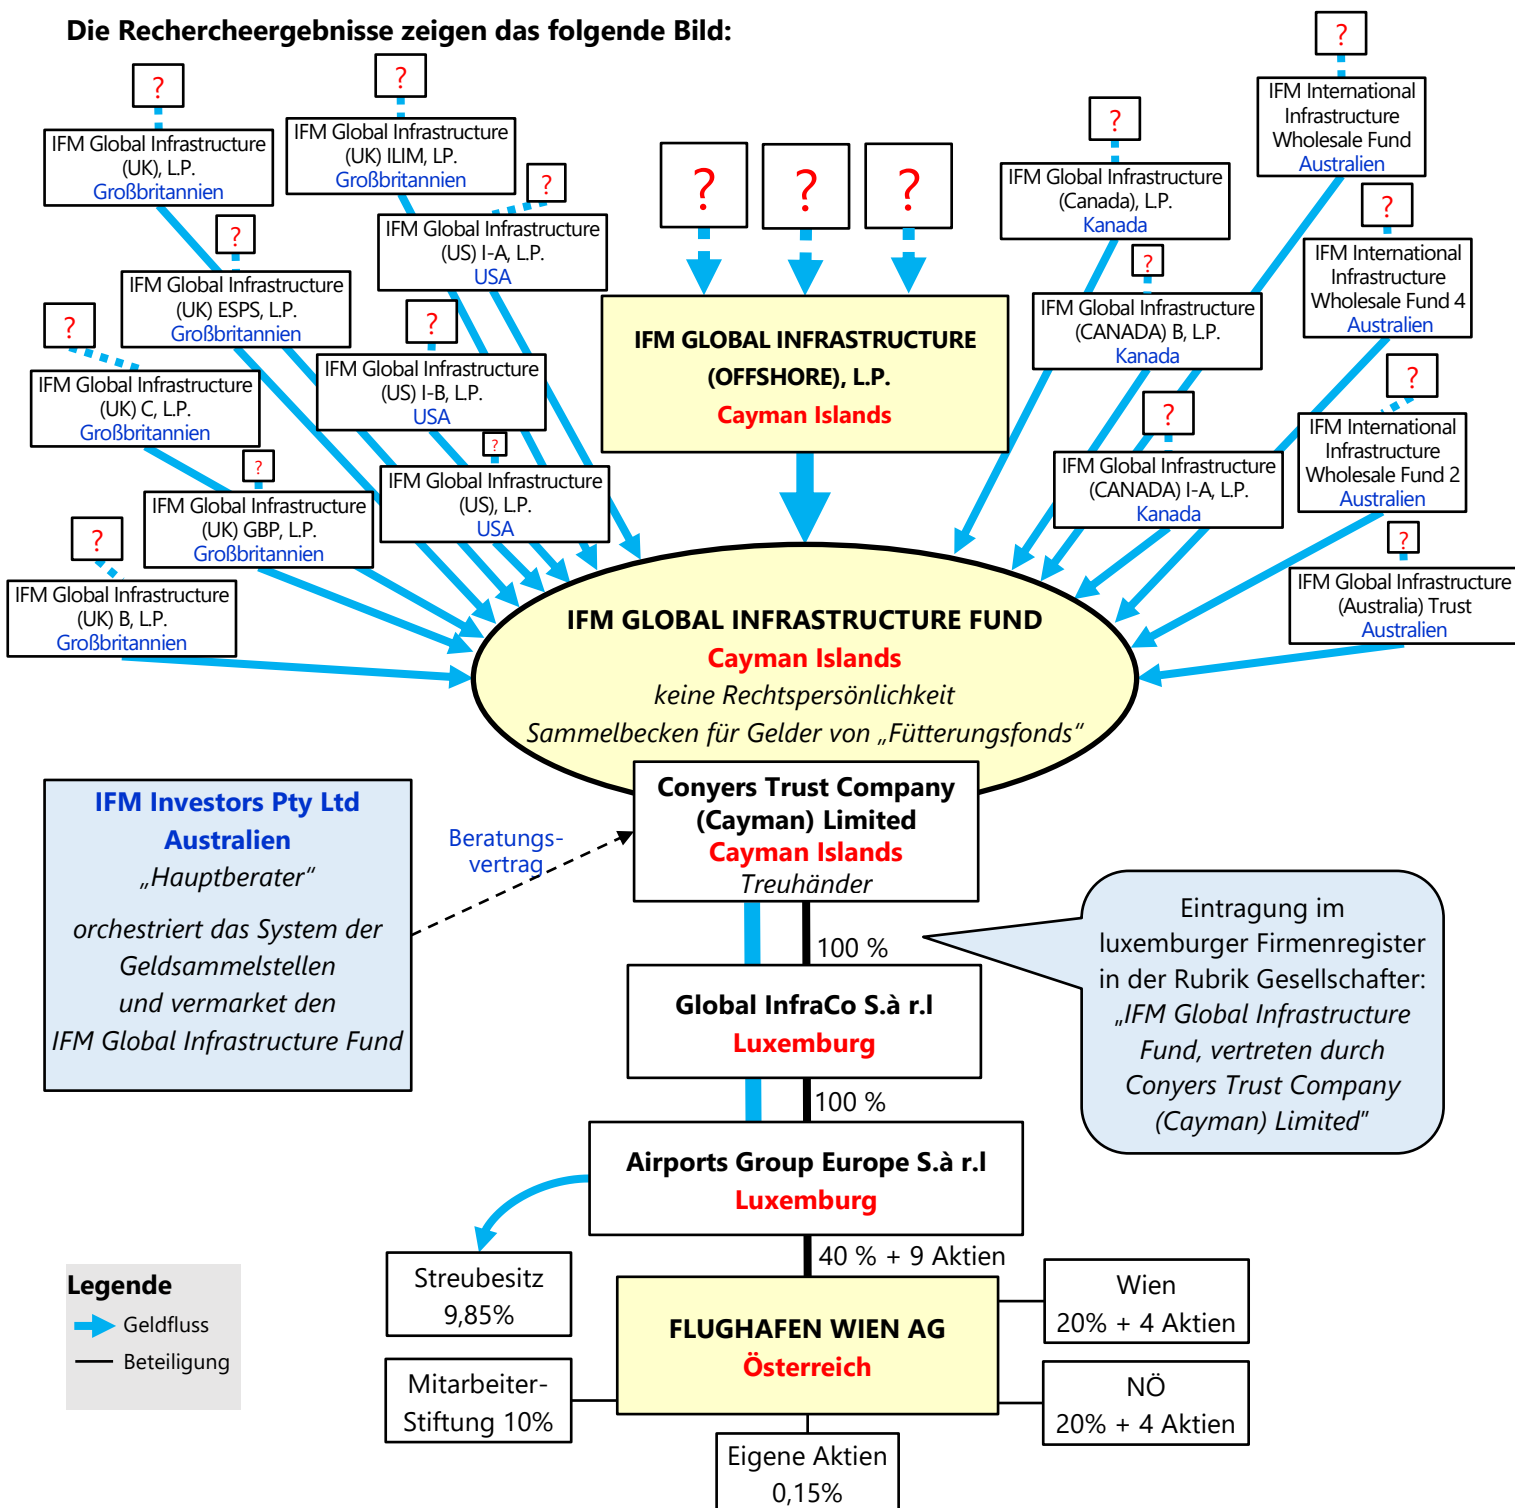 Die Rechercheergebnisse zeigen das folgende Bild:
?
IFM Global Infrastructure
(UK), L.P.
Großbritannien
?
IFM Global Infrastructure
(UK) ILIM, LP.
Großbritannien
?
IFM Global Infrastructure
(US) I-A, L.P.
USA
?
IFM Global Infrastructure
(UK) ESPS, L.P.
Großbritannien
?
IFM Global Infrastructure
(US) I-B, L.P.
USA
?
IFM Global Infrastructure
(UK) C, L.P.
Großbritannien
?
IFM Global Infrastructure
(US), L.P.
USA
?
IFM Global Infrastructure
(UK) GBP, L.P.
Großbritannien
?
IFM Global Infrastructure
(UK) B, L.P.
Großbritannien
?
?
?
IFM GLOBAL INFRASTRUCTURE
(OFFSHORE), L.P.
Cayman Islands
?
IFM Global Infrastructure
(Canada), L.P.
Kanada
?
IFM International
Infrastructure
Wholesale Fund
Australien
?
IFM International
Infrastructure
Wholesale Fund 4
Australien
?
IFM Global Infrastructure
(CANADA) B, L.P.
Kanada
?
IFM International
Infrastructure
Wholesale Fund 2
Australien
?
IFM Global Infrastructure
(CANADA) I-A, L.P.
Kanada
?
IFM Global Infrastructure
(Australia) Trust
Australien
IFM GLOBAL INFRASTRUCTURE FUND
Cayman Islands
keine Rechtspersönlichkeit
Sammelbecken für Gelder von „Fütterungsfonds“
IFM Investors Pty Ltd
Australien
„Hauptberater“
orchestriert das System der
Geldsammelstellen
und vermarket den
IFM Global Infrastructure Fund
Beratungs-
vertrag
Conyers Trust Company
(Cayman) Limited
Cayman Islands
Treuhänder
100 %
Eintragung im
luxemburger Firmenregister
in der Rubrik Gesellschafter:
„IFM Global Infrastructure
Fund, vertreten durch
Conyers Trust Company
(Cayman) Limited"
Global InfraCo S.à r.l
Luxemburg
100 %
Airports Group Europe S.à r.l
Luxemburg
40 % + 9 Aktien
Legende
Geldfluss
Beteiligung
Streubesitz
9,85%
FLUGHAFEN WIEN AG
Österreich
Wien
20% + 4 Aktien
Mitarbeiter-
Stiftung 10%
NÖ
20% + 4 Aktien
Eigene Aktien
0,15%